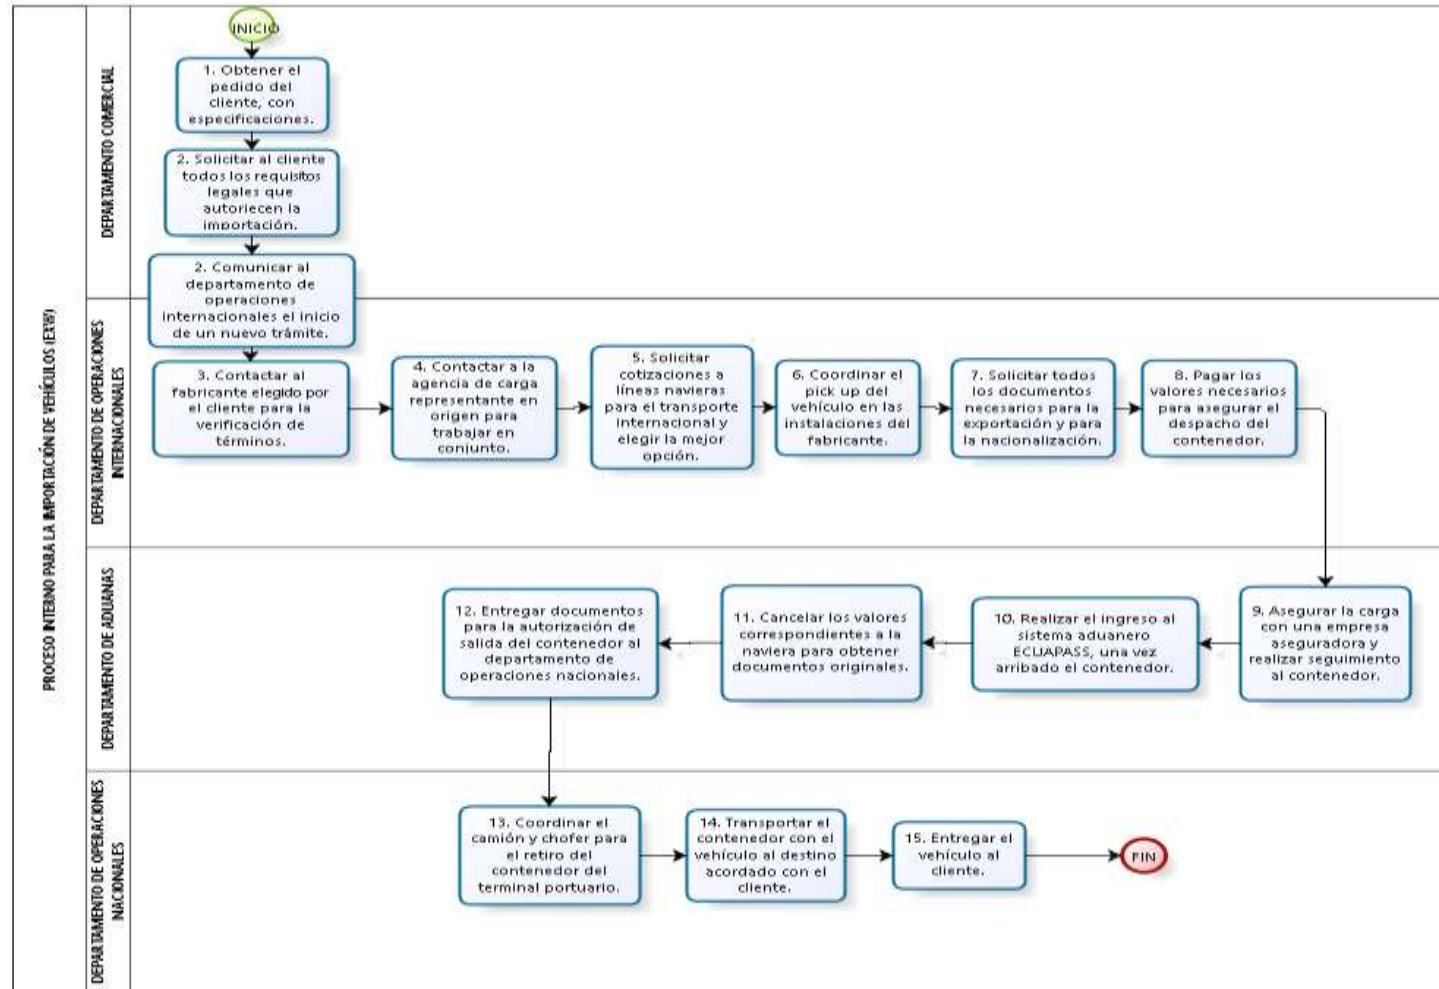 PROCESO INTERNO PARA LA IMPORTACIÓN DE VEHÍCULOS (EXW)
DEPARTAMENTO COMERCIAL
INICIO
1. Obtener el
pedido del
cliente, con
especificaciones.
2. Solicitar al cliente
todos los requisitos
legales que
autoriecen la
importación.
2. Comunicar al
departamento de
operaciones
internacionales el inicio
de un nuevo trámite.
DEPARTAMENTO DE OPERACIONES
INTERNACIONALES
3. Contactar al
fabricante elegido por
el cliente para la
verificación de
términos.
4. Contactar a la
agencia de carga
representante en
origen para
trabajar en
conjunto.
5. Solicitar
cotizaciones a
líneas navieras
para el transporte
internacional y
elegir la mejor
opción.
6. Coordinar el
pick up del
vehículo en las
instalaciones del
fabricante.
7. Solicitar todos
los documentos
necesarios para la
exportación y para
la nacionalización.
8. Pagar los
valores necesarios
para asegurar el
despacho del
contenedor.
DEPARTAMENTO DE ADUANAS
9. Asegurar la carga
con una empresa
aseguradora y
realizar seguimiento
al contenedor.
10. Realizar el ingreso al
sistema aduanero
ECUAPASS, una vez
arribado el contenedor.
11. Cancelar los valores
correspondientes a la
naviera para obtener
documentos originales.
12. Entregar documentos
para la autorización de
salida del contenedor al
departamento de
operaciones nacionales.
DEPARTAMENTO DE OPERACIONES
NACIONALES
13. Coordinar el
camión y chofer para
el retiro del
contenedor del
terminal portuario.
14. Transportar el
contenedor con el
vehículo al destino
acordado con el
cliente.
15. Entregar el
vehículo al
cliente.
FIN